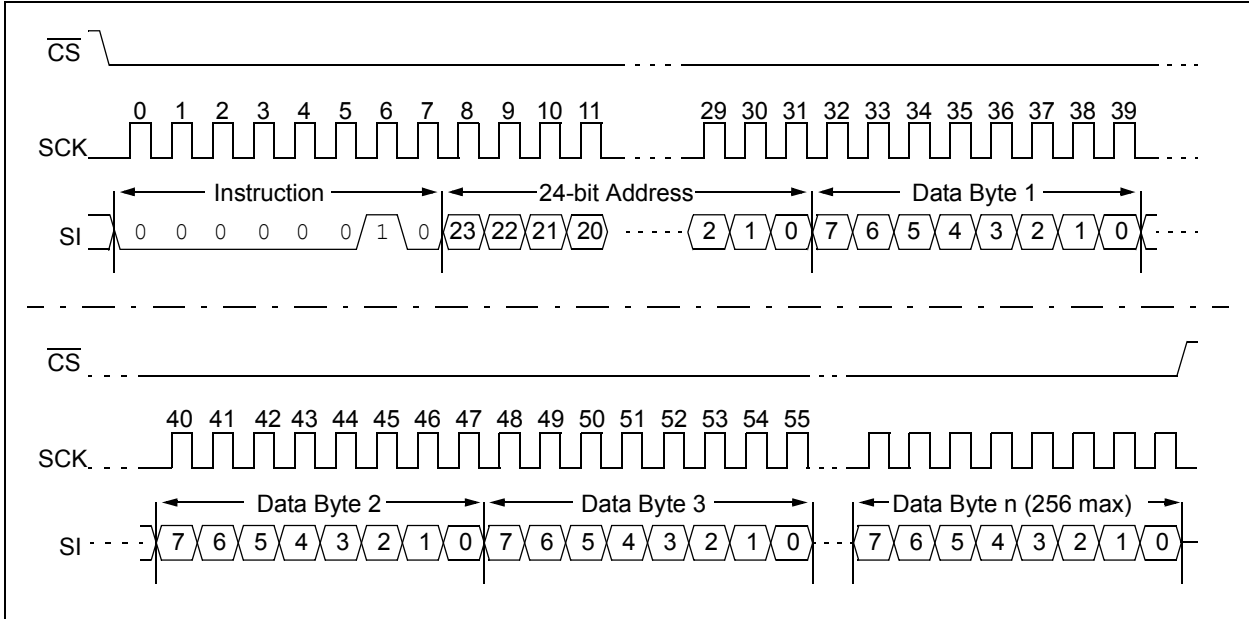 CS
0 1 2 3 4 5 6 7 8 9 10 11 29 30 31 32 33 34 35 36 37 38 39
SCK
Instruction 24-bit Address Data Byte 1
SI 0 0 0 0 0 0 1 0 23 22 21 20 2 1 0 7 6 5 4 3 2 1 0
CS
40 41 42 43 44 45 46 47 48 49 50 51 52 53 54 55
SCK
Data Byte 2 Data Byte 3 Data Byte n (256 max)
SI 7 6 5 4 3 2 1 0 7 6 5 4 3 2 1 0 7 6 5 4 3 2 1 0